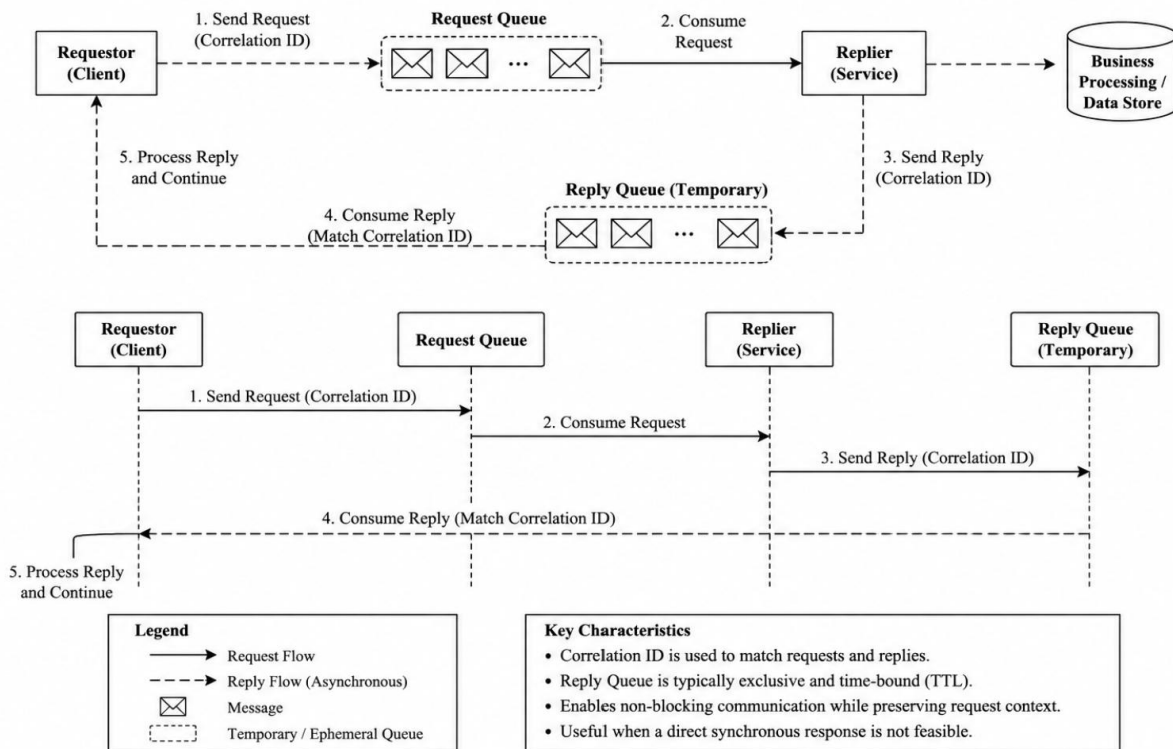 1. Send Request
(Correlation ID)
Request Queue
2. Consume
Request
Requestor
(Client)
...
Replier
(Service)
Business
Processing /
Data Store
5. Process Reply
and Continue
3. Send Reply
(Correlation ID)
Reply Queue (Temporary)
4. Consume Reply
(Match Correlation ID)
...
Requestor
(Client)
Request Queue
Replier
(Service)
Reply Queue
(Temporary)
1. Send Request (Correlation ID)
2. Consume Request
3. Send Reply (Correlation ID)
4. Consume Reply (Match Correlation ID)
5. Process Reply
and Continue
Legend
Request Flow
Reply Flow (Asynchronous)
Message
Temporary / Ephemeral Queue
Key Characteristics
• Correlation ID is used to match requests and replies.
• Reply Queue is typically exclusive and time-bound (TTL).
• Enables non-blocking communication while preserving request context.
• Useful when a direct synchronous response is not feasible.